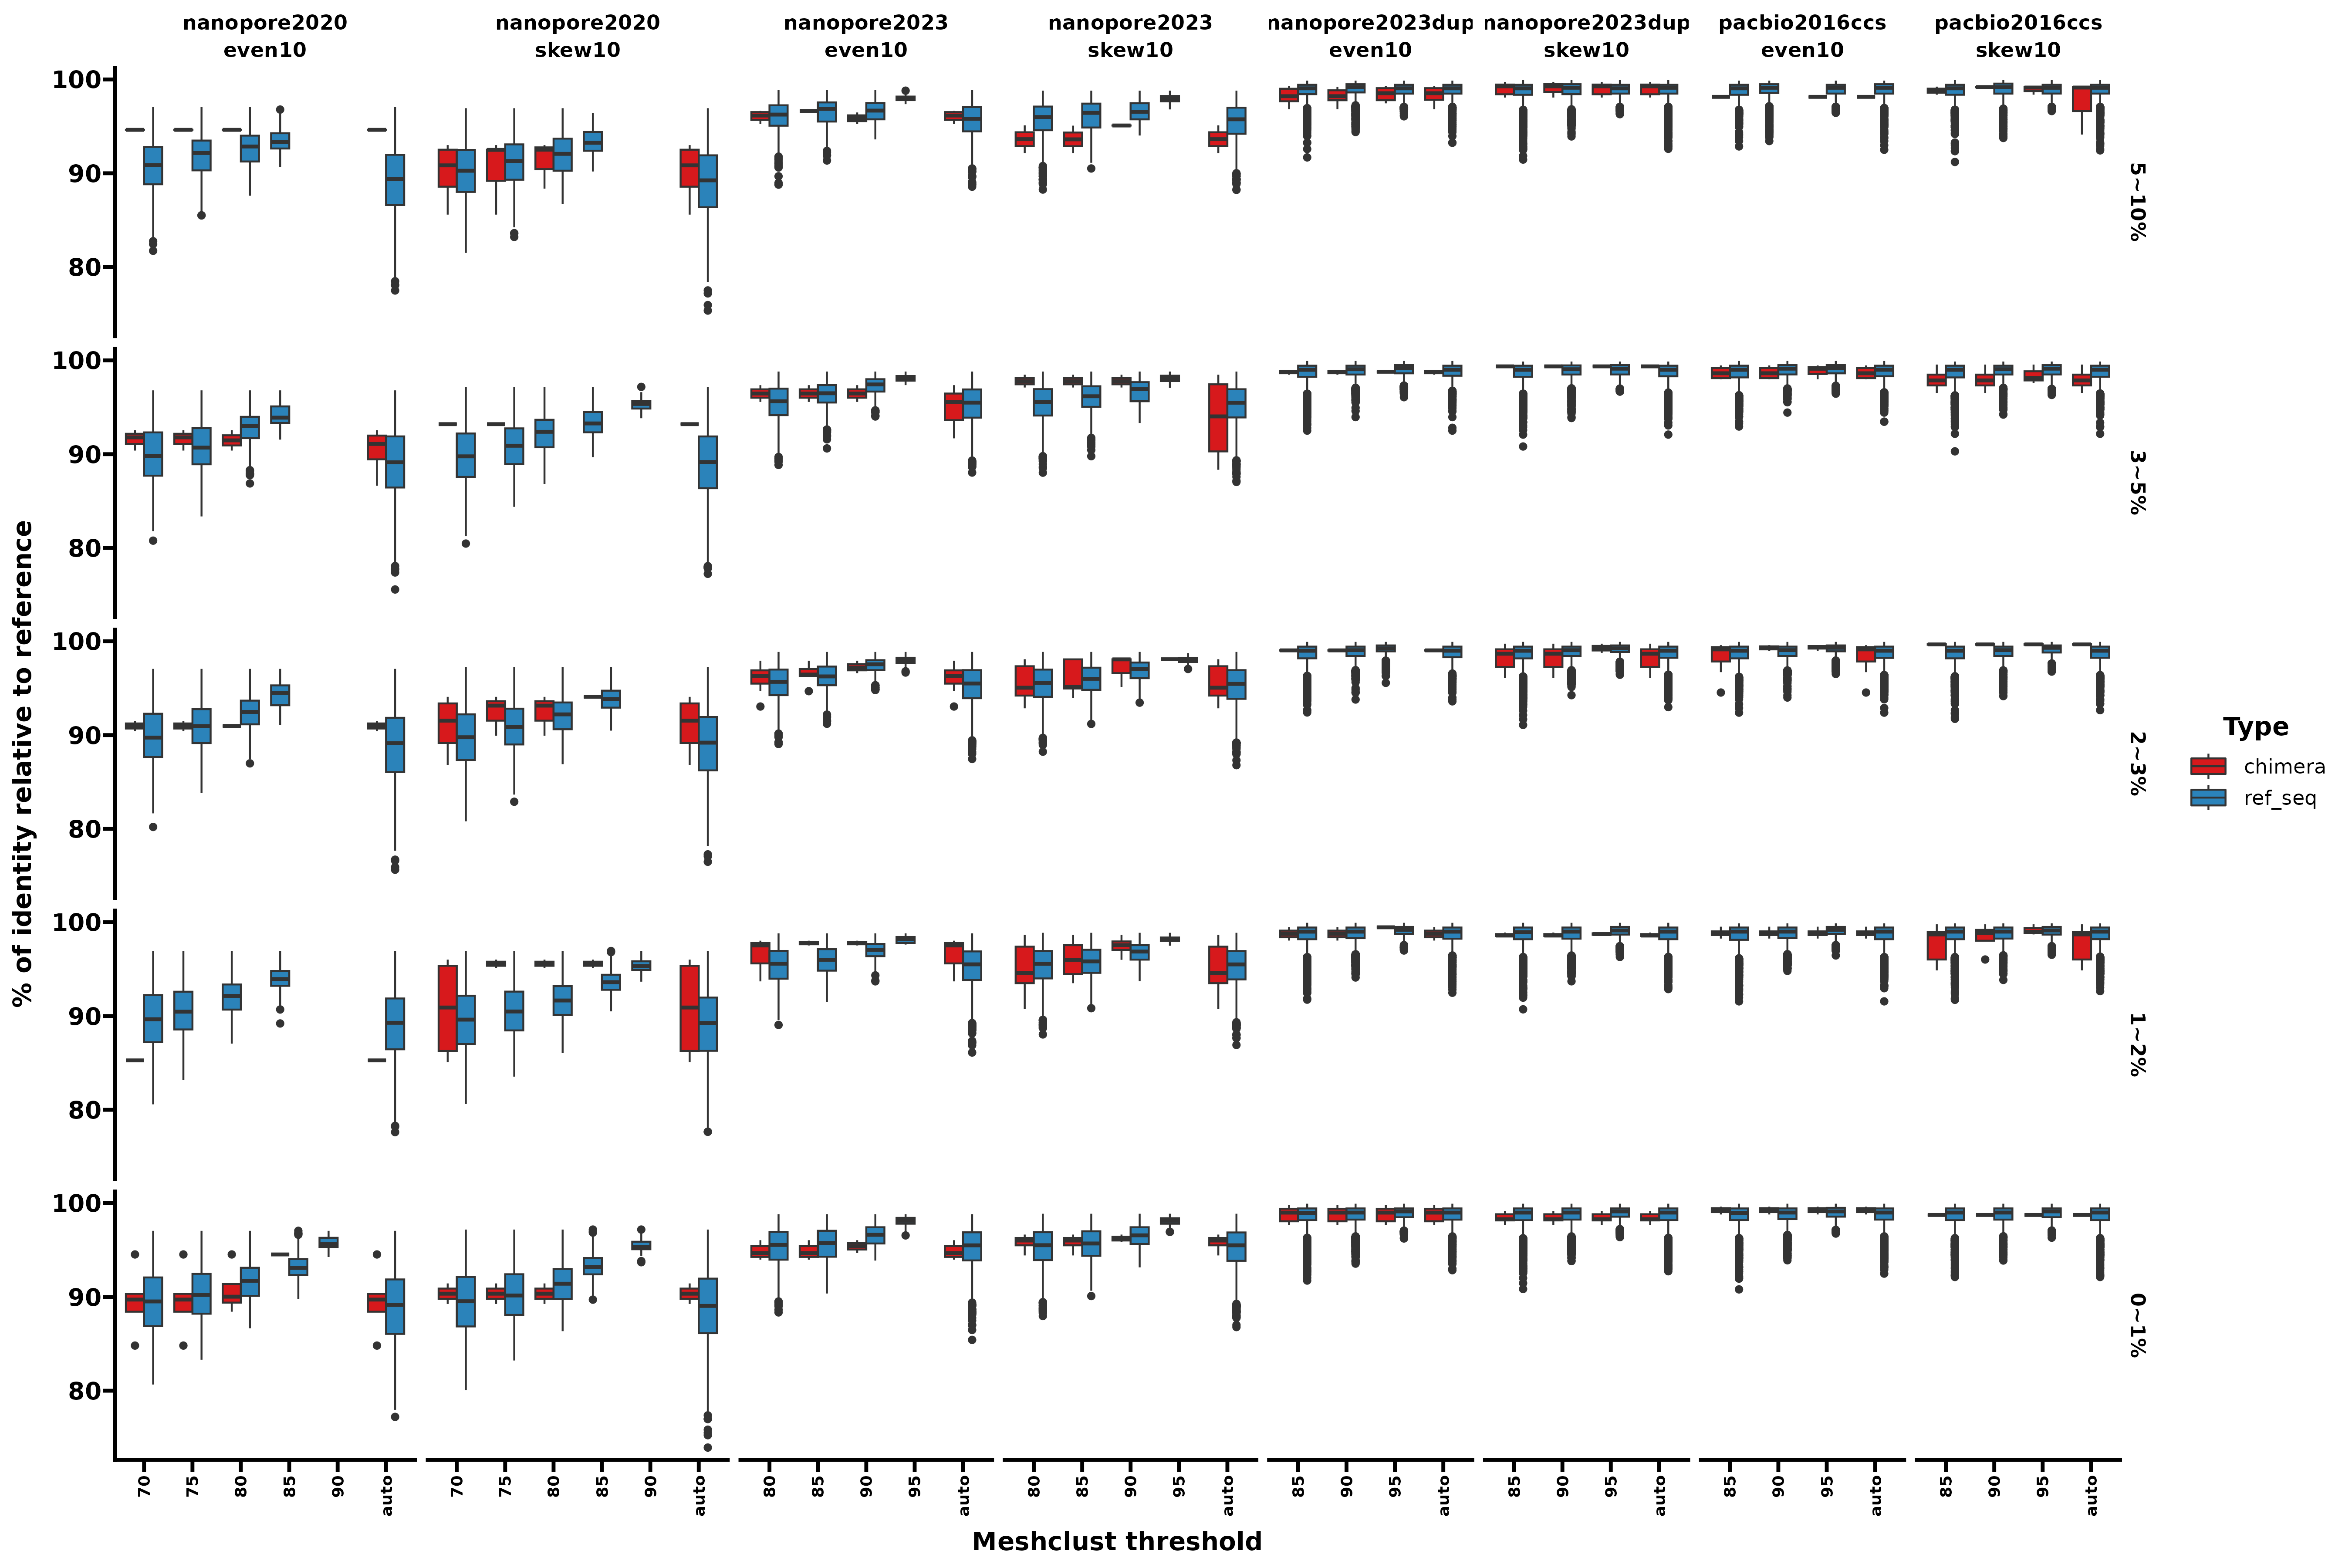 nanopore2020 nanopore2020 nanopore2023 nanopore2023 nanopore2023dup nanopore2023dup pacbio2016ccs pacbio2016ccs
even10 skew10 even10 skew10 even10 skew10 even10 skew10
100
90
80
5~10%
100
90
80
3~5%
100
90
80
2~3%
100
90
80
1~2%
100
90
80
0~1%
% of identity relative to reference
70 75 80 85 90 auto 70 75 80 85 90 auto 80 85 90 95 auto 80 85 90 95 auto 85 90 95 auto 85 90 95 auto 85 90 95 auto 85 90 95 auto
Meshclust threshold
Type
chimera
ref_seq